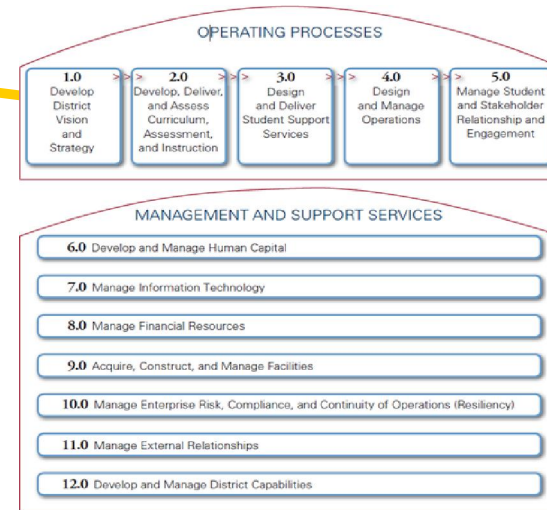 OPERATING PROCESSES
1.0
Develop
District
Vision
and
Strategy
>>>
2.0
Develop, Deliver,
and Assess
Curriculum,
Assessment,
and Instruction
>>>
3.0
Design
and Deliver
Student Support
Services
>>>
4.0
Design
and Manage
Operations
>>>
5.0
Manage Student
and Stakeholder
Relationship and
Engagement
MANAGEMENT AND SUPPORT SERVICES
6.0 Develop and Manage Human Capital
7.0 Manage Information Technology
8.0 Manage Financial Resources
9.0 Acquire, Construct, and Manage Facilities
10.0 Manage Enterprise Risk, Compliance, and Continuity of Operations (Resiliency)
11.0 Manage External Relationships
12.0 Develop and Manage District Capabilities